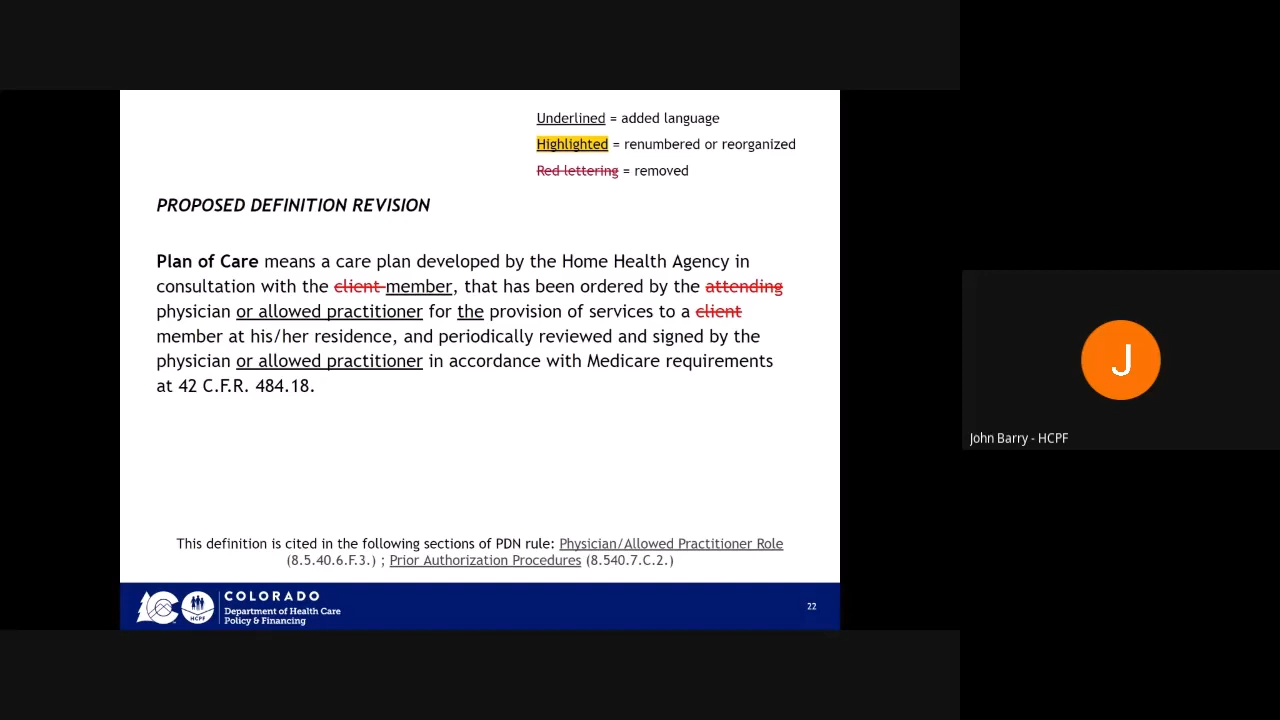 Underlined = added language
Highlighted = renumbered or reorganized
Red lettering = removed
PROPOSED DEFINITION REVISION
Plan of Care means a care plan developed by the Home Health Agency in
consultation with the client member, that has been ordered by the attending
physician or allowed practitioner for the provision of services to a client
member at his/her residence, and periodically reviewed and signed by the
physician or allowed practitioner in accordance with Medicare requirements
at 42 C.F.R. 484.18.
J
John Barry - HCPF
This definition is cited in the following sections of PDN rule: Physician/Allowed Practitioner Role
(8.5.40.6.F.3.) ; Prior Authorization Procedures (8.540.7.C.2.)
HCPF
COLORADO
Department of Health Care
Policy & Financing
22